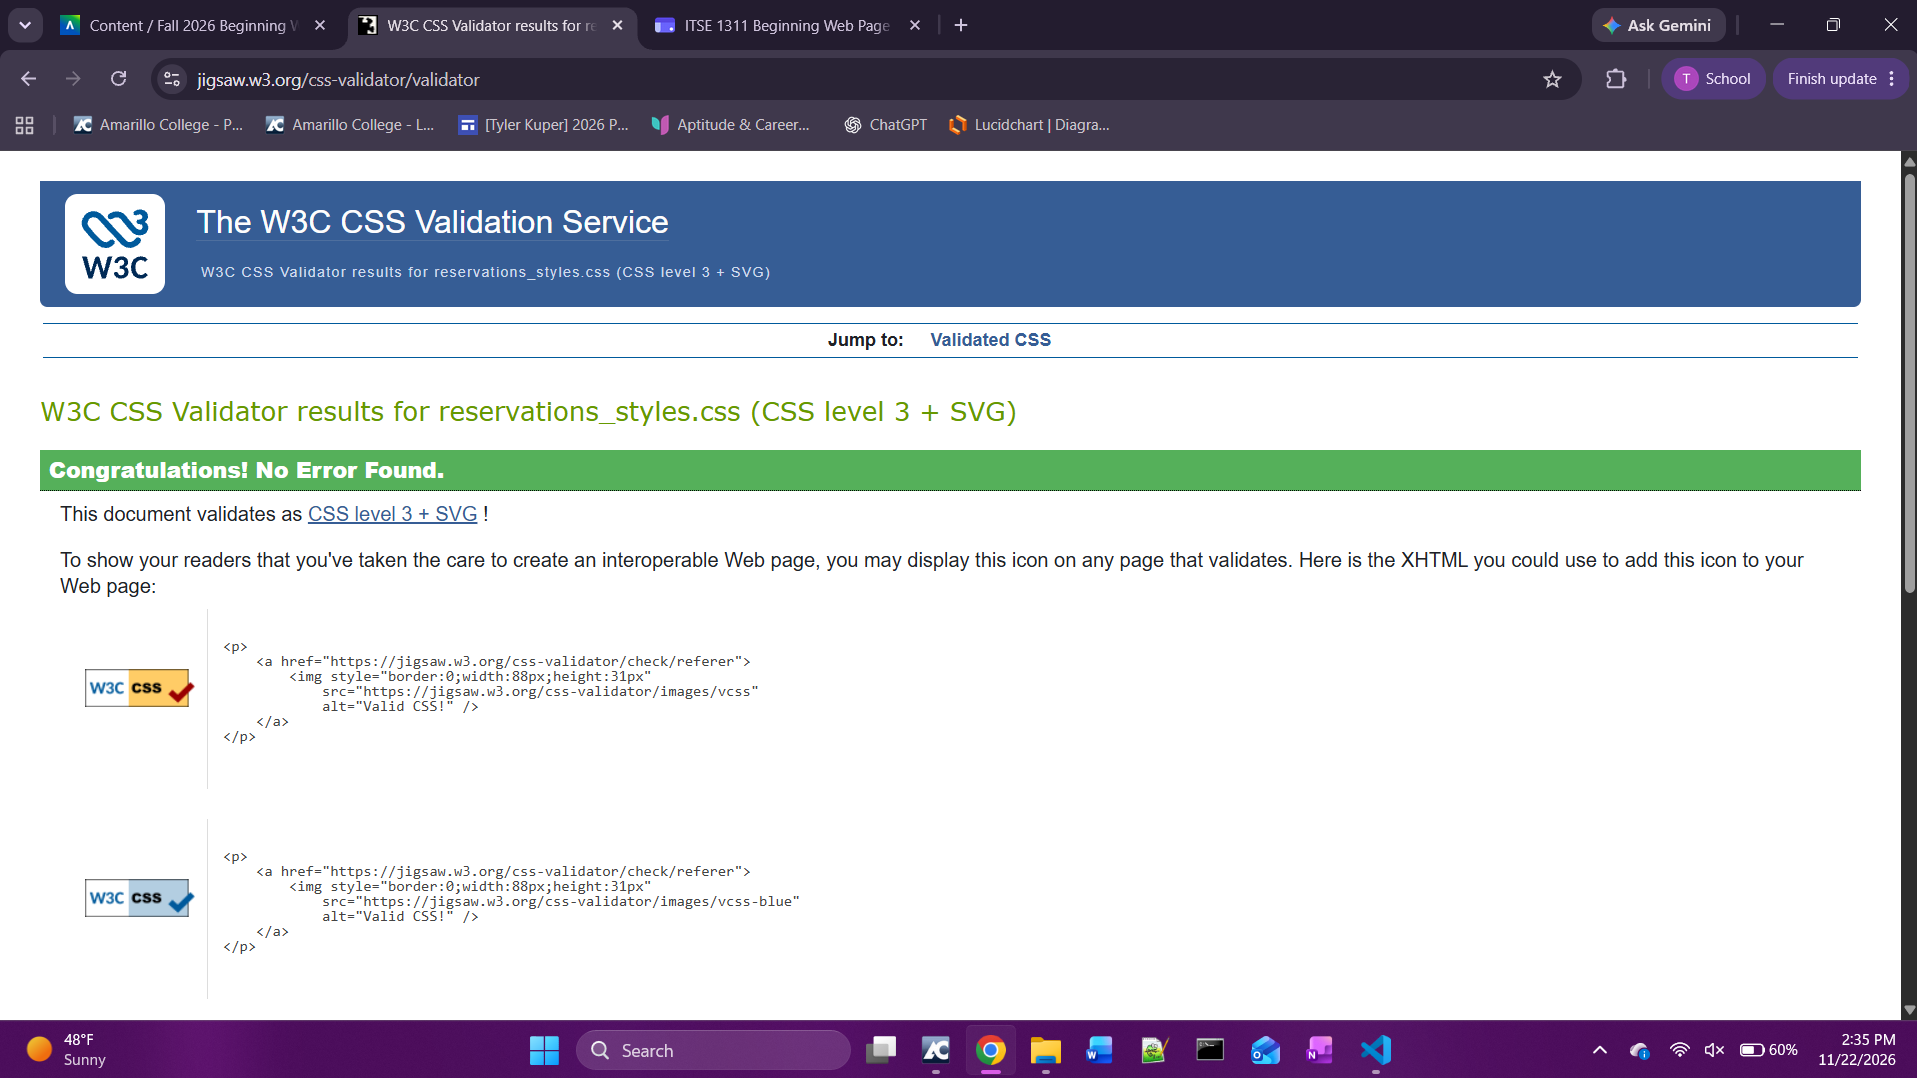 Content / Fall 2026 Beginning W
W3C CSS Validator results for re
ITSE 1311 Beginning Web Page
Ask Gemini
jigsaw.w3.org/css-validator/validator
T School
Finish update
Amarillo College - P...
Amarillo College - L...
[Tyler Kuper] 2026 P...
Aptitude & Career...
ChatGPT
Lucidchart | Diagra...
W3C
The W3C CSS Validation Service
W3C CSS Validator results for reservations_styles.css (CSS level 3 + SVG)
Jump to: Validated CSS
W3C CSS Validator results for reservations_styles.css (CSS level 3 + SVG)
Congratulations! No Error Found.
This document validates as CSS level 3 + SVG !
To show your readers that you've taken the care to create an interoperable Web page, you may display this icon on any page that validates. Here is the XHTML you could use to add this icon to your
Web page:
W3C css
<p>
<a href="https://jigsaw.w3.org/css-validator/check/referer">
<img style="border:0;width:88px;height:31px"
src="https://jigsaw.w3.org/css-validator/images/vcss"
alt="Valid CSS!" />
</a>
</p>
W3C css
<p>
<a href="https://jigsaw.w3.org/css-validator/check/referer">
<img style="border:0;width:88px;height:31px"
src="https://jigsaw.w3.org/css-validator/images/vcss-blue"
alt="Valid CSS!" />
</a>
</p>
48°F
Sunny
Search
60%
2:35 PM
11/22/2026